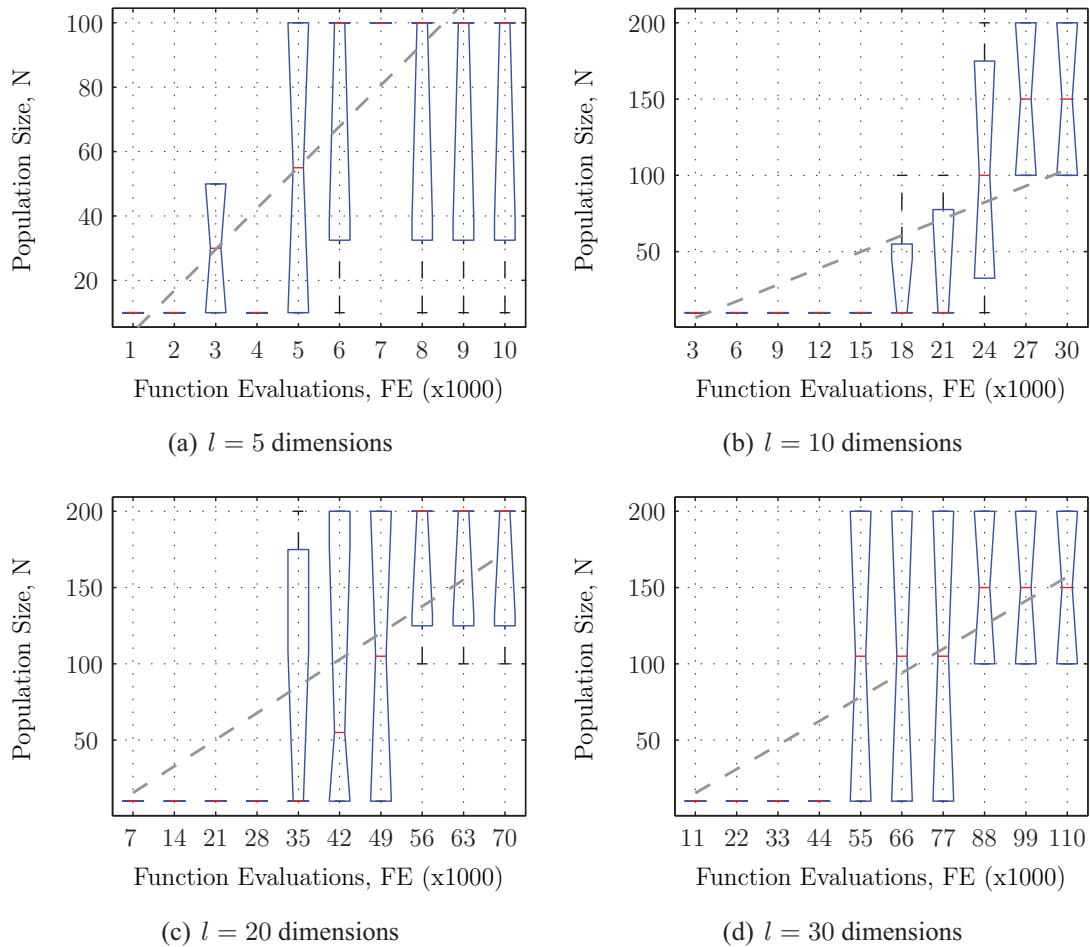 100
80
60
40
20
Population Size, N
1 2 3 4 5 6 7 8 9 10
Function Evaluations, FE (x1000)
(a) l = 5 dimensions
200
150
100
50
Population Size, N
3 6 9 12 15 18 21 24 27 30
Function Evaluations, FE (x1000)
(b) l = 10 dimensions
200
150
100
50
Population Size, N
7 14 21 28 35 42 49 56 63 70
Function Evaluations, FE (x1000)
(c) l = 20 dimensions
200
150
100
50
Population Size, N
11 22 33 44 55 66 77 88 99 110
Function Evaluations, FE (x1000)
(d) l = 30 dimensions